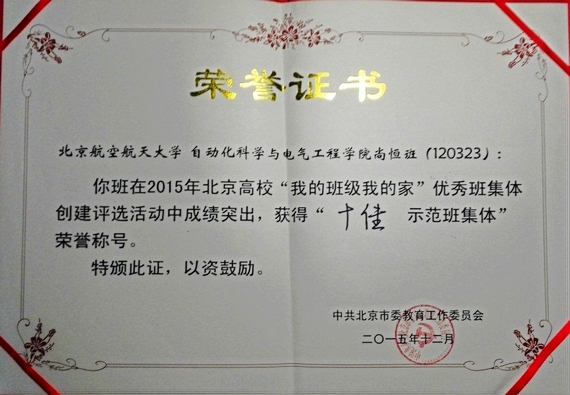 荣誉证书
北京航空航天大学 自动化科学与电气工程学院尚恒班（120323）：
你班在2015年北京高校“我的班级我的家”优秀班集体
创建评选活动中成绩突出，获得“十佳 示范班集体”
荣誉称号。
特颁此证，以资鼓励。
中共北京市委教育工作委员会
二〇一五年十二月